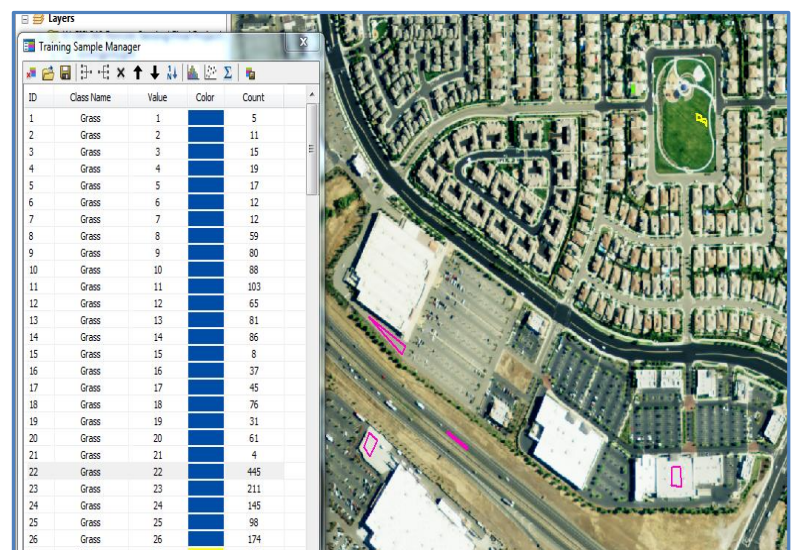 Layers
Training Sample Manager
ID Class Name Value Color Count
1 Grass 1 5
2 Grass 2 11
3 Grass 3 15
4 Grass 4 19
5 Grass 5 17
6 Grass 6 12
7 Grass 7 12
8 Grass 8 59
9 Grass 9 80
10 Grass 10 88
11 Grass 11 103
12 Grass 12 65
13 Grass 13 81
14 Grass 14 86
15 Grass 15 8
16 Grass 16 37
17 Grass 17 45
18 Grass 18 76
19 Grass 19 31
20 Grass 20 61
21 Grass 21 4
22 Grass 22 445
23 Grass 23 211
24 Grass 24 145
25 Grass 25 98
26 Grass 26 174